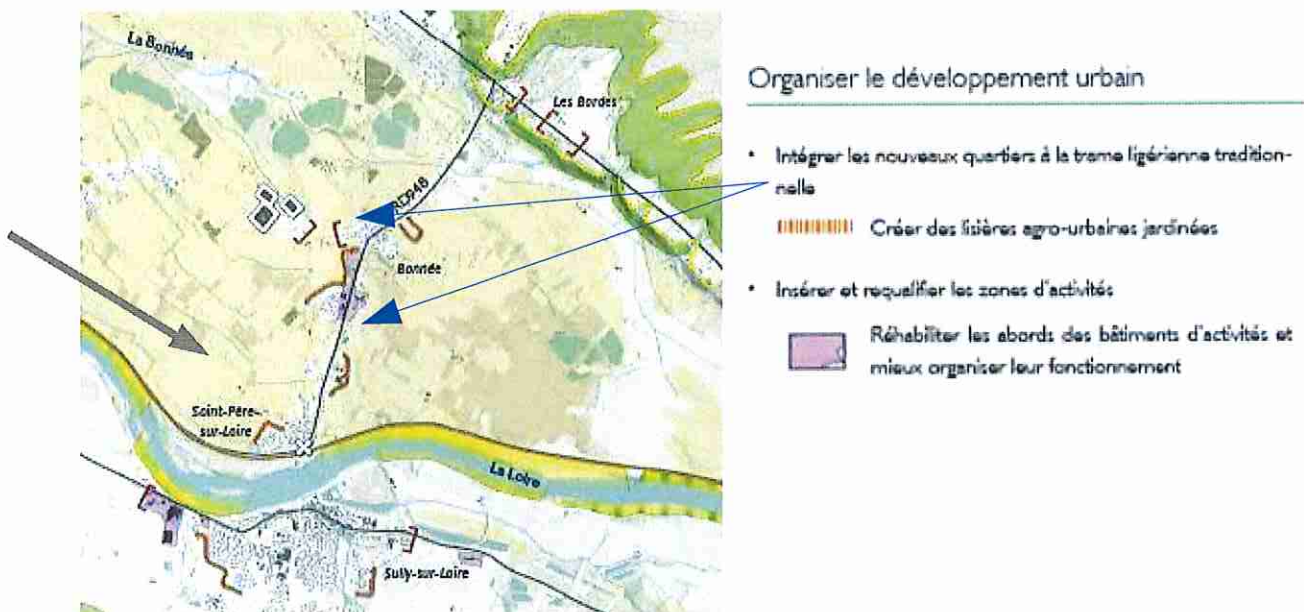 La Bonnée
Les Bordes
RD948
Bonnée
Saint-Père-
sur-Loire
La Loire
Sully-sur-Loire
Organiser le développement urbain
• Intégrer les nouveaux quartiers à la trame ligérienne tradition-
nelle
Créer des lisières agro-urbaines jardinées
• Insérer et requalifier les zones d'activités
Réhabiliter les abords des bâtiments d'activités et
mieux organiser leur fonctionnement